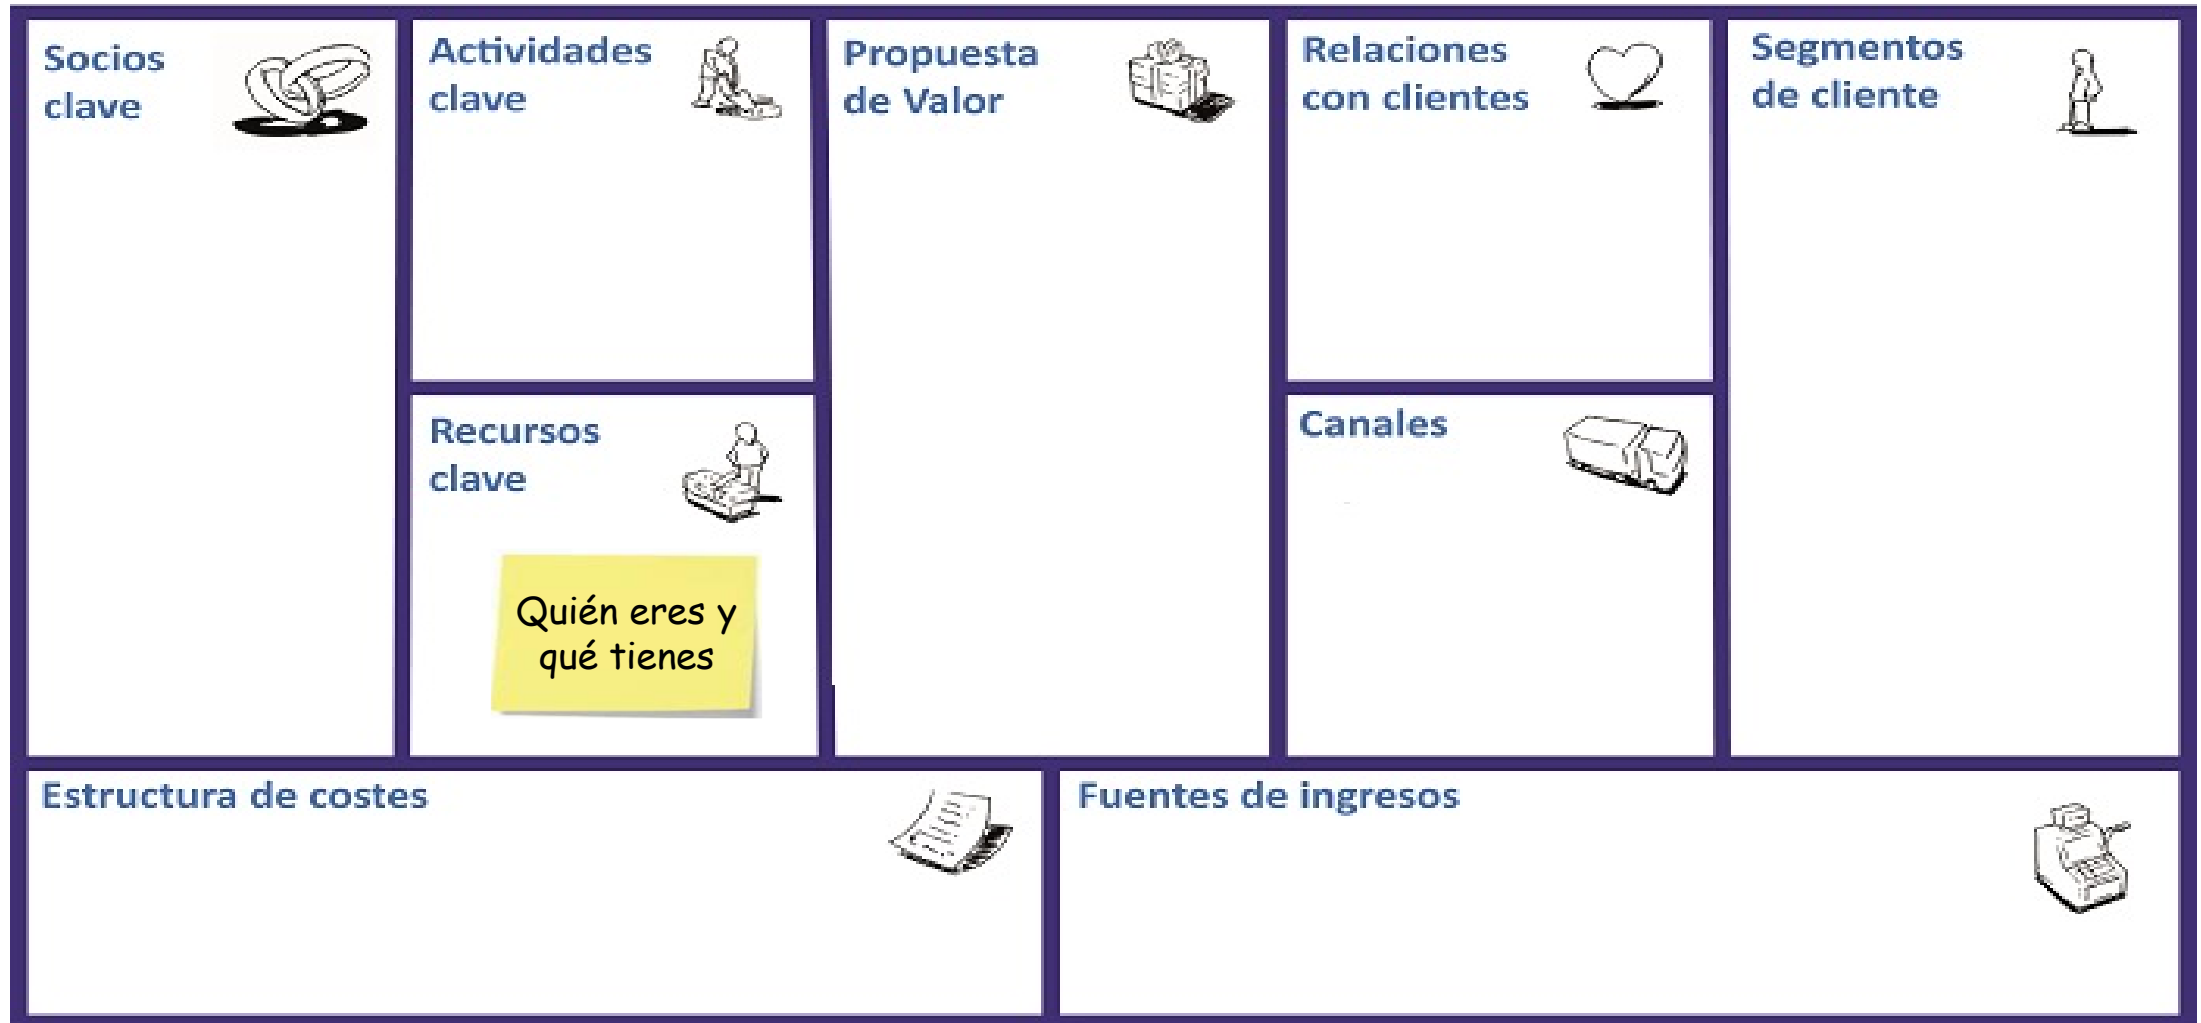 Socios
clave
Actividades
clave
Propuesta
de Valor
Relaciones
con clientes
Segmentos
de cliente
Recursos
clave
Quién eres y
qué tienes
Canales
Estructura de costes
Fuentes de ingresos